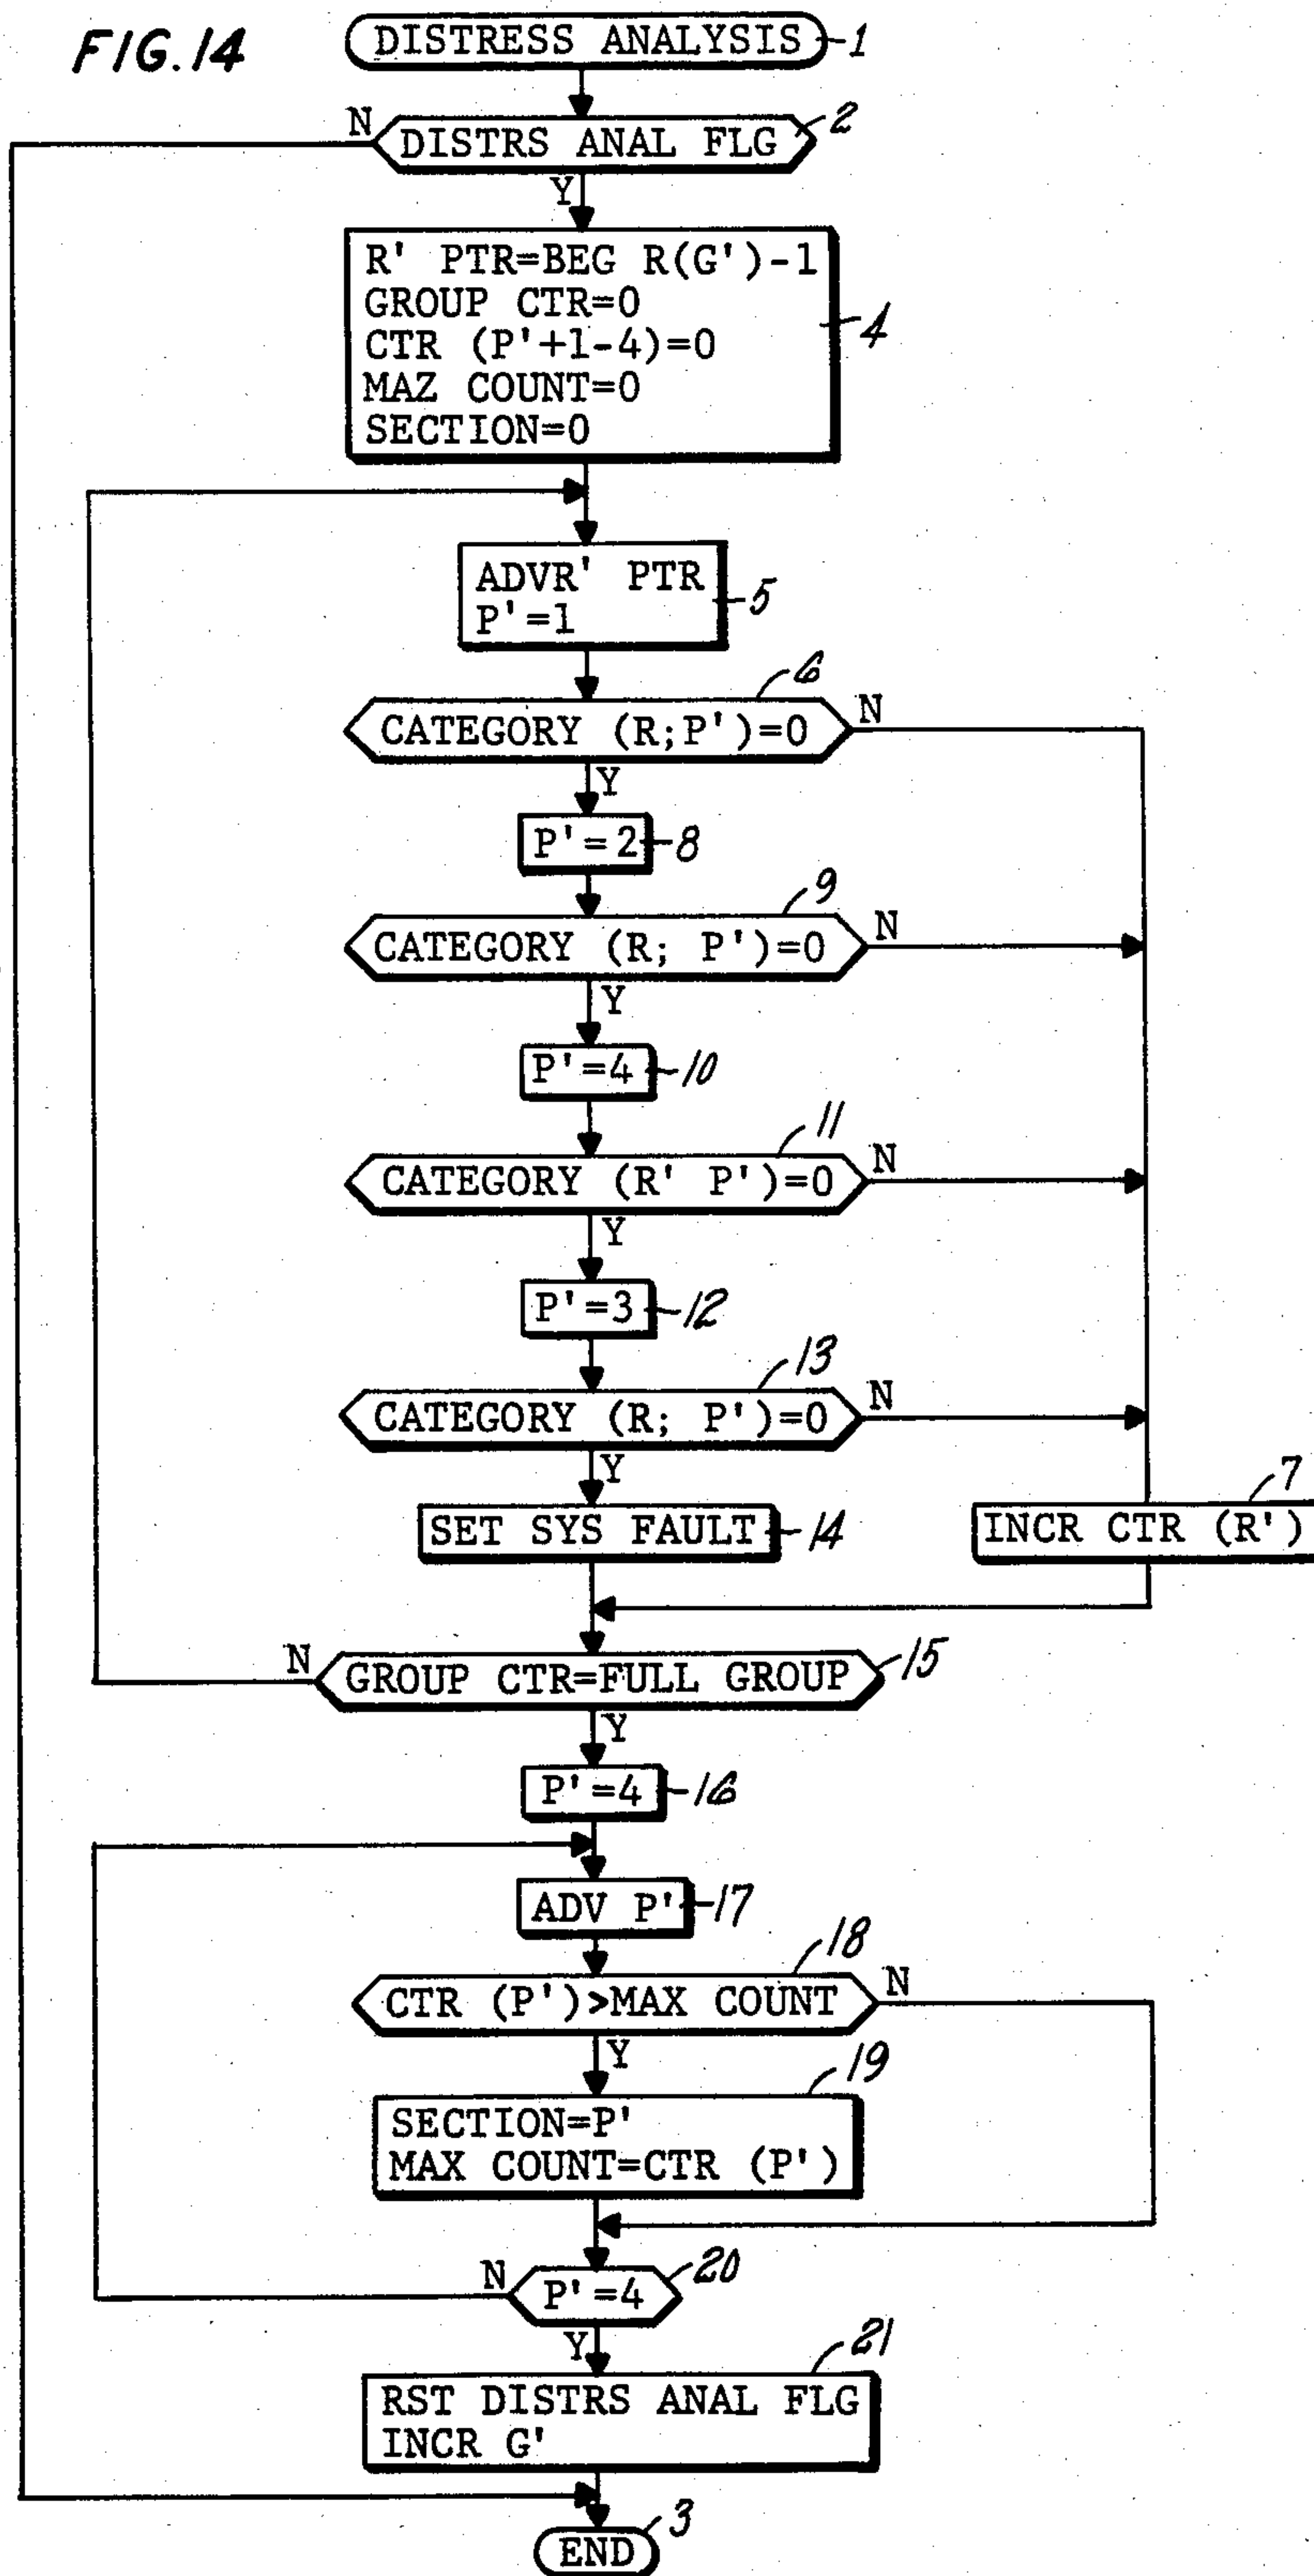 FIG.14
DISTRESS ANALYSIS 1
N
DISTRS ANAL FLG 2
Y
R' PTR=BEG R(G')-1
GROUP CTR=0
CTR (P'+1-4)=0
MAZ COUNT=0
SECTION=0
4
ADVR' PTR
P'=1
5
6
CATEGORY (R;P')=0 N
Y
P'=2 8
9
CATEGORY (R; P')=0 N
Y
P'=4 10
11
CATEGORY (R' P')=0 N
Y
P'=3 12
13
CATEGORY (R; P')=0 N
Y
7
SET SYS FAULT 14
INCR CTR (R')
N
GROUP CTR=FULL GROUP 15
Y
P'=4 16
ADV P' 17
18
CTR (P')>MAX COUNT N
Y
19
SECTION=P'
MAX COUNT=CTR (P')
N
P'=4 20
Y
21
RST DISTRS ANAL FLG
INCR G'
3
END